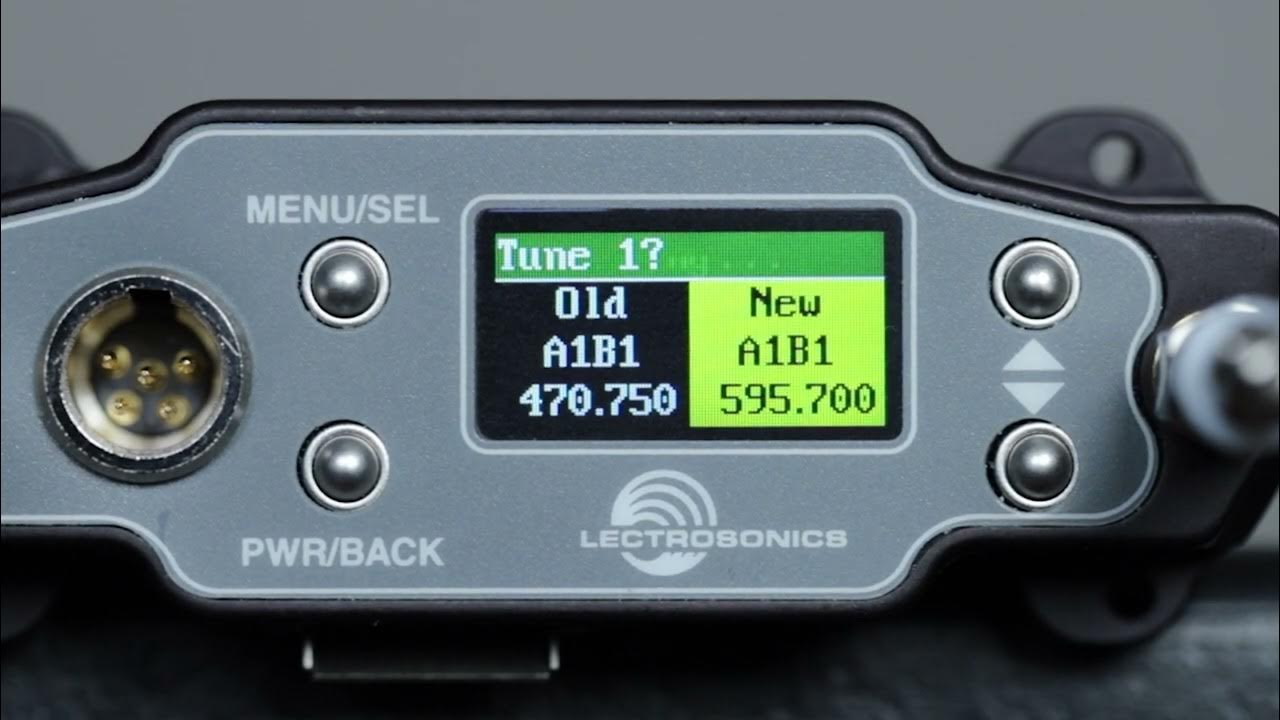 MENU/SEL
Tune 1?
Old New
A1B1 A1B1
470.750 595.700
PWR/BACK
LECTROSONICS